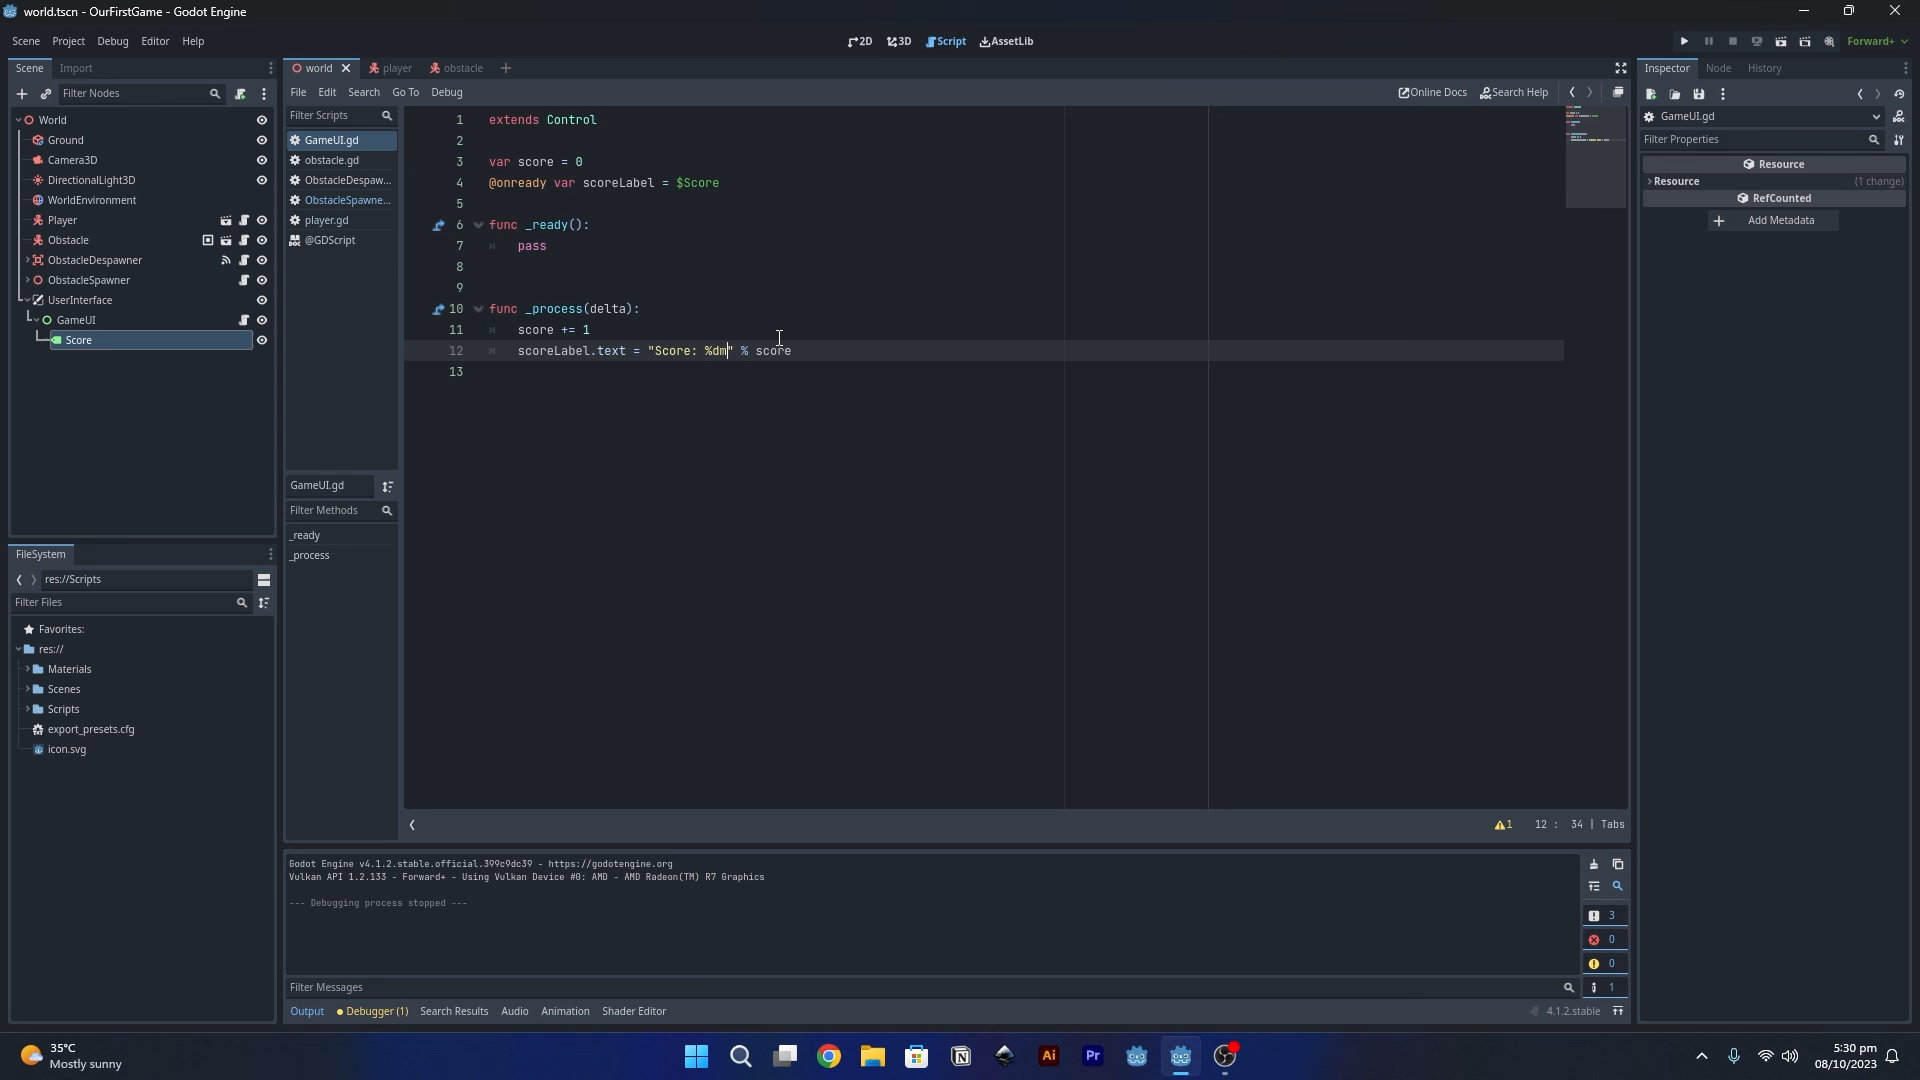 world.tscn - OurFirstGame - Godot Engine
Scene Project Debug Editor Help
2D 3D Script AssetLib
Forward+
Scene Import
world player obstacle
Inspector Node History
Filter Nodes
File Edit Search Go To Debug
Online Docs Search Help
Filter Scripts
GameUI.gd
Filter Properties
World
Ground
Camera3D
DirectionalLight3D
WorldEnvironment
Player
Obstacle
ObstacleDespawner
ObstacleSpawner
UserInterface
GameUI
Score
GameUI.gd
obstacle.gd
ObstacleDespaw...
ObstacleSpawne...
player.gd
@GDScript
1 extends Control
2
3 var score = 0
4 @onready var scoreLabel = $Score
5
6 func _ready():
7 pass
8
9
10 func _process(delta):
11 score += 1
12 scoreLabel.text = "Score: %dm" % score
13
Resource
Resource (1 change)
RefCounted
Add Metadata
GameUI.gd
Filter Methods
_ready
_process
FileSystem
res://Scripts
Filter Files
Favorites:
res://
Materials
Scenes
Scripts
export_presets.cfg
icon.svg
1 12 : 34 | Tabs
Godot Engine v4.1.2.stable.official.399c9dc39 - https://godotengine.org
Vulkan API 1.2.133 - Forward+ - Using Vulkan Device #0: AMD - AMD Radeon(TM) R7 Graphics
--- Debugging process stopped ---
3
0
0
1
Filter Messages
Output Debugger (1) Search Results Audio Animation Shader Editor
4.1.2.stable
35°C
Mostly sunny
Ai
Pr
5:30 pm
08/10/2023